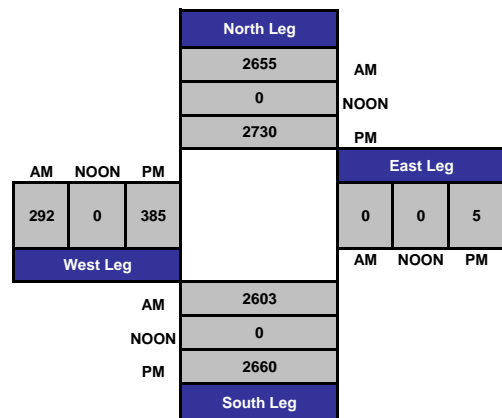 North Leg
2655 AM
0 NOON
2730 PM
AM NOON PM
East Leg
292 0 385
0 0 5
West Leg
AM NOON PM
AM 2603
NOON 0
PM 2660
South Leg